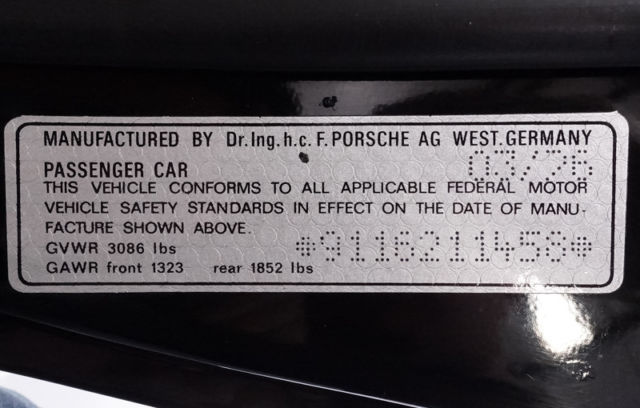 MANUFACTURED BY Dr.Ing.h.c.F.PORSCHE AG WEST.GERMANY
PASSENGER CAR 03/76
THIS VEHICLE CONFORMS TO ALL APPLICABLE FEDERAL MOTOR
VEHICLE SAFETY STANDARDS IN EFFECT ON THE DATE OF MANU-
FACTURE SHOWN ABOVE.
GVWR 3086 lbs *9116211458*
GAWR front 1323 rear 1852 lbs